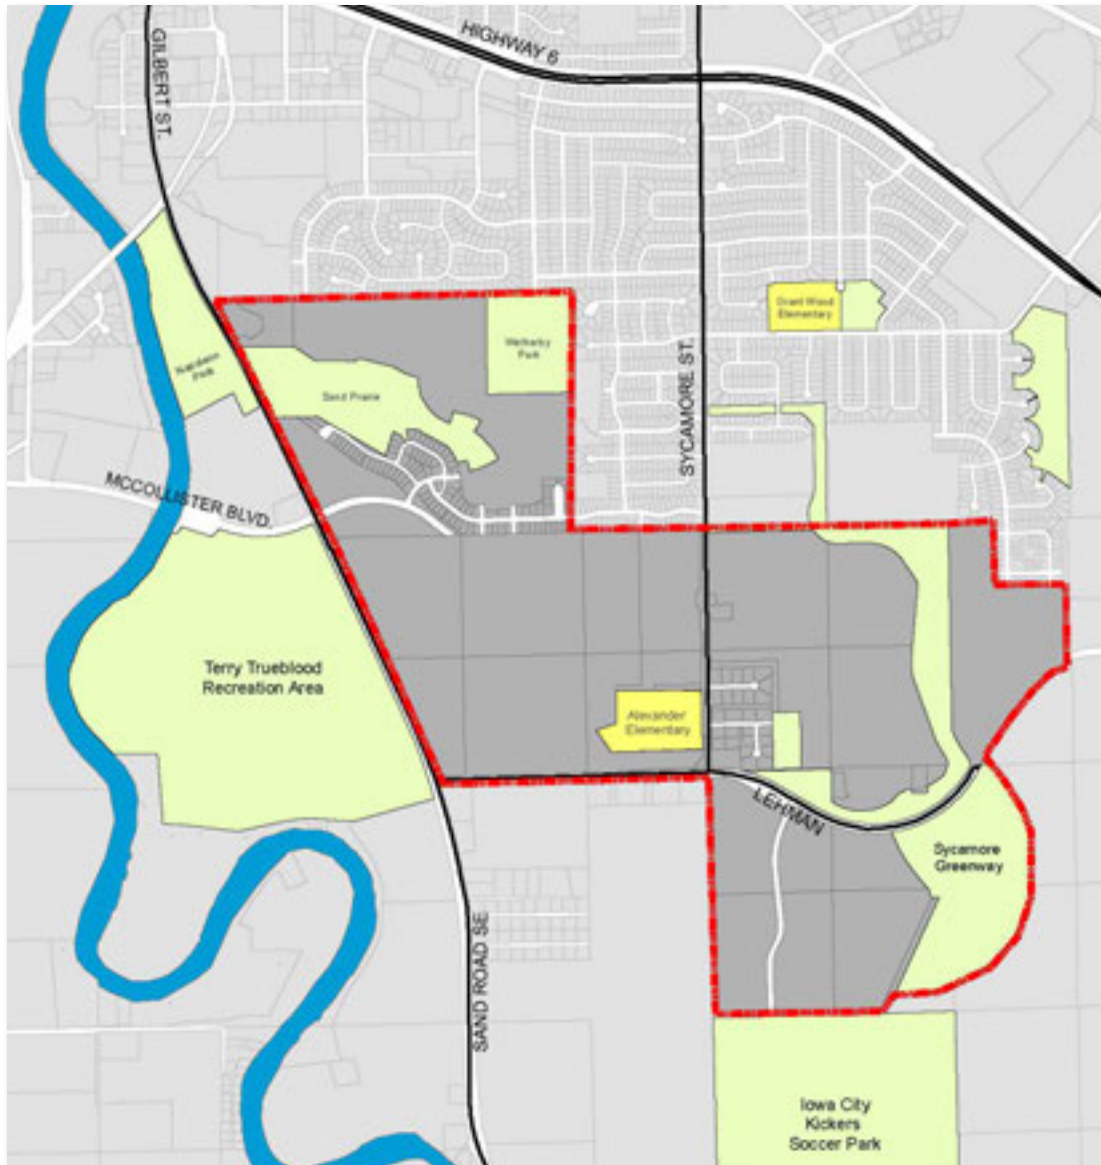 HIGHWAY 6
GILBERT ST.
Grant Wood
Elementary
Wetherby
Park
Napoleon
Park
Sand Prairie
SYCAMORE ST.
MCCOLLISTER BLVD.
Terry Trueblood
Recreation Area
Alexander
Elementary
LEHMAN
Sycamore
Greenway
SAND ROAD SE
Iowa City
Kickers
Soccer Park